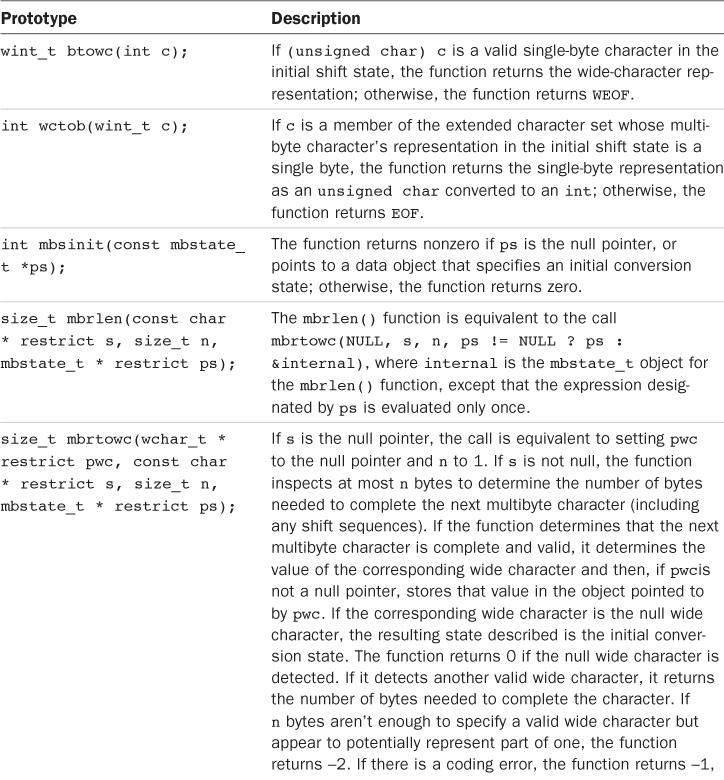 Prototype Description
wint_t btowc(int c); If (unsigned char) c is a valid single-byte character in the
initial shift state, the function returns the wide-character rep-
resentation; otherwise, the function returns WEOF.
int wctob(wint_t c); If c is a member of the extended character set whose multi-
byte character's representation in the initial shift state is a
single byte, the function returns the single-byte representation
as an unsigned char converted to an int; otherwise, the
function returns EOF.
int mbsinit(const mbstate_ The function returns nonzero if ps is the null pointer, or
t *ps); points to a data object that specifies an initial conversion
state; otherwise, the function returns zero.
size_t mbrlen(const char The mbrlen() function is equivalent to the call
* restrict s, size_t n, mbrtowc(NULL, s, n, ps != NULL ? ps :
mbstate_t * restrict ps); &internal), where internal is the mbstate_t object for
the mbrlen() function, except that the expression desig-
nated by ps is evaluated only once.
size_t mbrtowc(wchar_t * If s is the null pointer, the call is equivalent to setting pwc
restrict pwc, const char to the null pointer and n to 1. If s is not null, the function
* restrict s, size_t n, inspects at most n bytes to determine the number of bytes
mbstate_t * restrict ps); needed to complete the next multibyte character (including
any shift sequences). If the function determines that the next
multibyte character is complete and valid, it determines the
value of the corresponding wide character and then, if pwcis
not a null pointer, stores that value in the object pointed to
by pwc. If the corresponding wide character is the null wide
character, the resulting state described is the initial conver-
sion state. The function returns 0 if the null wide character is
detected. If it detects another valid wide character, it returns
the number of bytes needed to complete the character. If
n bytes aren't enough to specify a valid wide character but
appear to potentially represent part of one, the function
returns –2. If there is a coding error, the function returns –1,